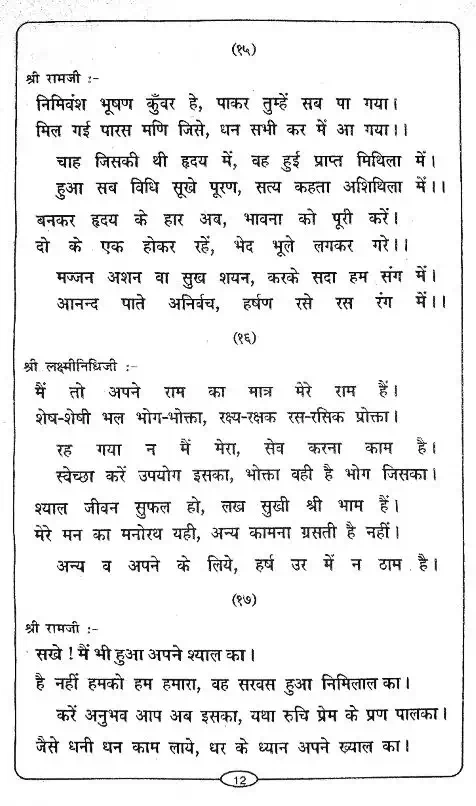 (१५)
श्री रामजी :-
निमिवंश भूषण कुँवर हे, पाकर तुम्हें सब पा गया।
मिल गई पारस मणि जिसे, धन सभी कर में आ गया।।
चाह जिसकी थी हृदय में, वह हुई प्राप्त मिथिला में।
हुआ सब विधि सूखे पूरण, सत्य कहता अशिथिला में।।
बनकर हृदय के हार अब, भावना को पूरी करें।
दो के एक होकर रहें, भेद भूले लगकर गरे।।
मज्जन अशन वा सुख शयन, करके सदा हम संग में।
आनन्द पाते अनिर्वच, हर्षण रसे रस रंग में।।
(१६)
श्री लक्ष्मीनिधिजी :-
मैं तो अपने राम का मात्र मेरे राम हैं।
शेष-शेषी भल भोग-भोक्ता, रक्ष्य-रक्षक रस-रसिक प्रोक्ता।
रह गया न मैं मेरा, सेव करना काम है।
स्वेच्छा करें उपयोग इसका, भोक्ता वही है भोग जिसका।
श्याल जीवन सुफल हो, लख सुखी श्री भाम हैं।
मेरे मन का मनोरथ यही, अन्य कामना ग्रसती है नहीं।
अन्य व अपने के लिये, हर्ष उर में न ठाम है।
(१७)
श्री रामजी :-
सखे ! मैं भी हुआ अपने श्याल का।
है नहीं हमको हम हमारा, वह सरवस हुआ निमिलाल का।
करें अनुभव आप अब इसका, यथा रुचि प्रेम के प्रण पालका।
जैसे धनी धन काम लाये, धर के ध्यान अपने ख्याल का।
12